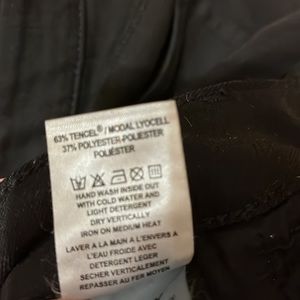 63% TENCEL® / MODAL LYOCELL
37% POLYESTER-POLIESTER
POLIÉSTER
HAND WASH INSIDE OUT
WITH COLD WATER AND
LIGHT DETERGENT
DRY VERTICALLY
IRON ON MEDIUM HEAT
LAVER A LA MAIN A L'ENVERS A
L'EAU FROIDE AVEC
DETERGENT LEGER
SECHER VERTICALEMENT
REPASSER AU FER MOYEN